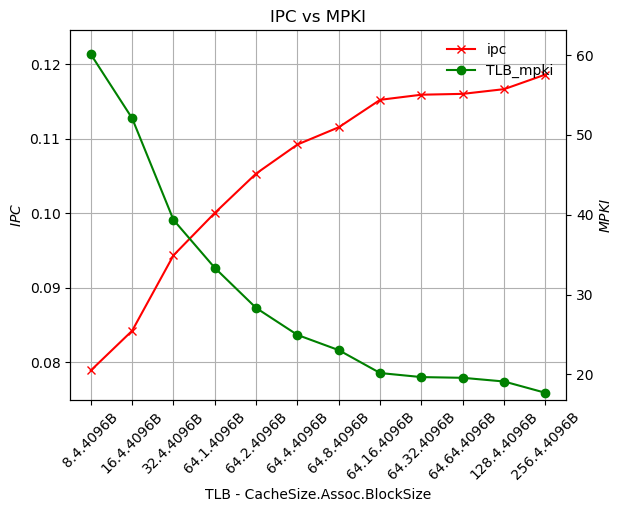 IPC vs MPKI
ipc
TLB_mpki
0.12
0.11
0.10
0.09
0.08
IPC
60
50
40
30
20
MPKI
8.4.4096B
16.4.4096B
32.4.4096B
64.1.4096B
64.2.4096B
64.4.4096B
64.8.4096B
64.16.4096B
64.32.4096B
64.64.4096B
128.4.4096B
256.4.4096B
TLB - CacheSize.Assoc.BlockSize